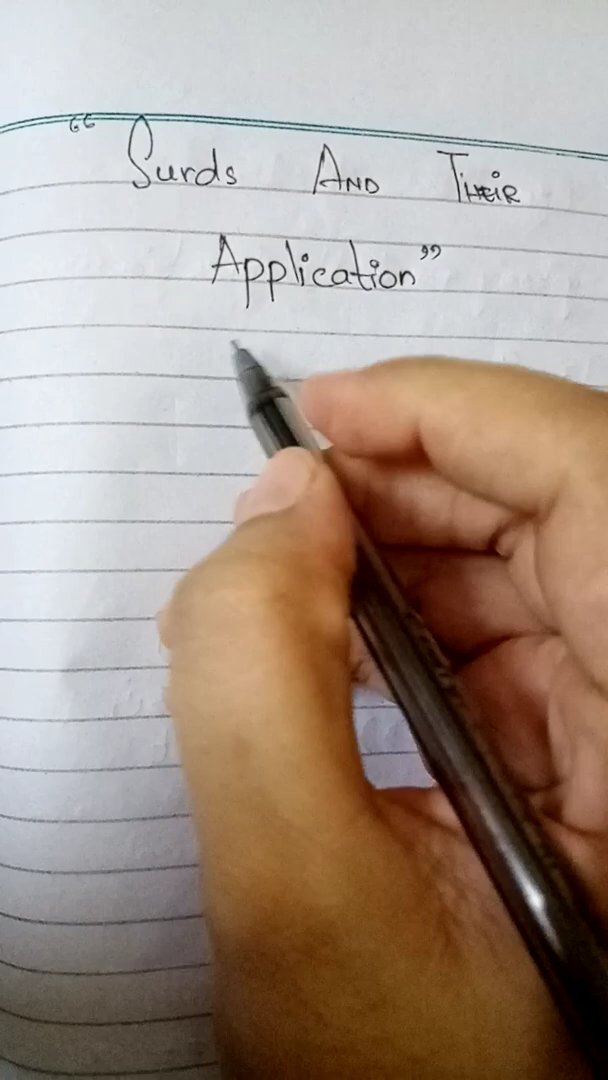 “ Surds AND THEiR
Application ”